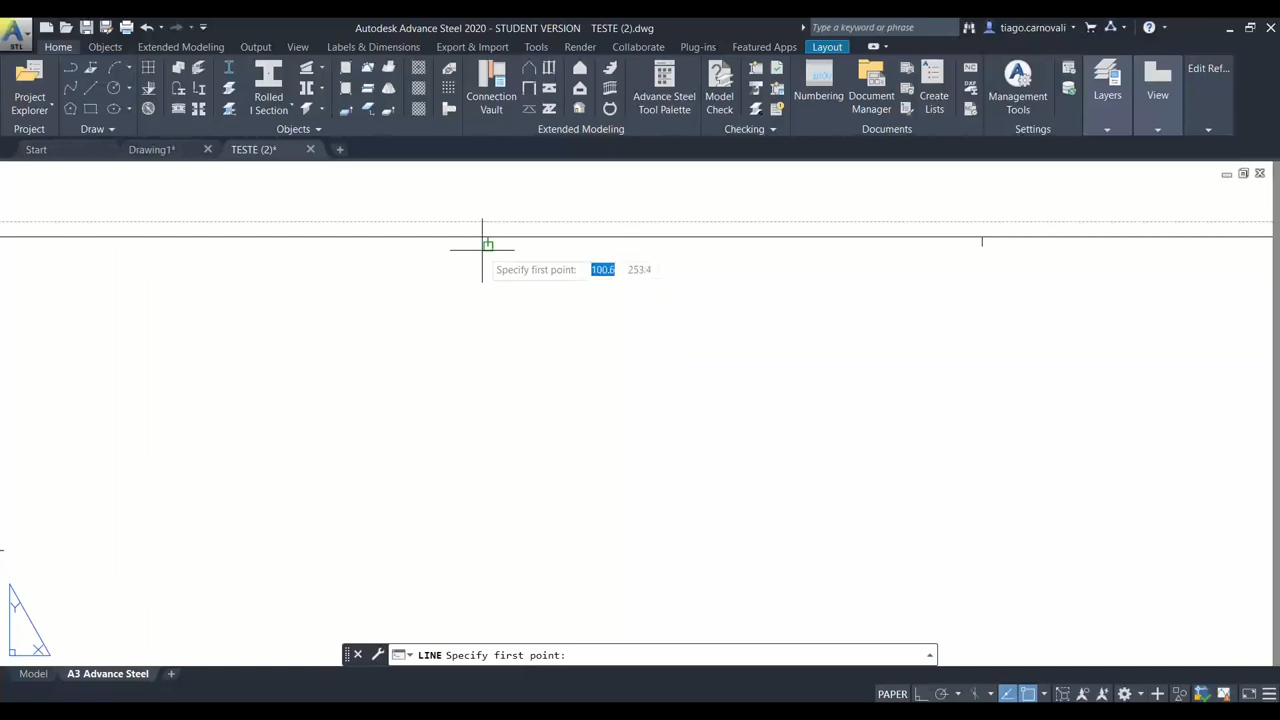 STL
Autodesk Advance Steel 2020 - STUDENT VERSION TESTE (2).dwg
Type a keyword or phrase
tiago.carnovali
Home Objects Extended Modeling Output View Labels & Dimensions Export & Import Tools Render Collaborate Plug-ins Featured Apps Layout
Project
Explorer
Rolled
I Section
Connection
Vault
Advance Steel
Tool Palette
Model
Check
Numbering
Document
Manager
Create
Lists
Management
Tools
Layers
View
Edit Ref...
Project Draw Objects Extended Modeling Checking Documents Settings
Start Drawing1* TESTE (2)*
Specify first point: 100.6 253.4
Y
X
LINE Specify first point:
Model A3 Advance Steel
PAPER